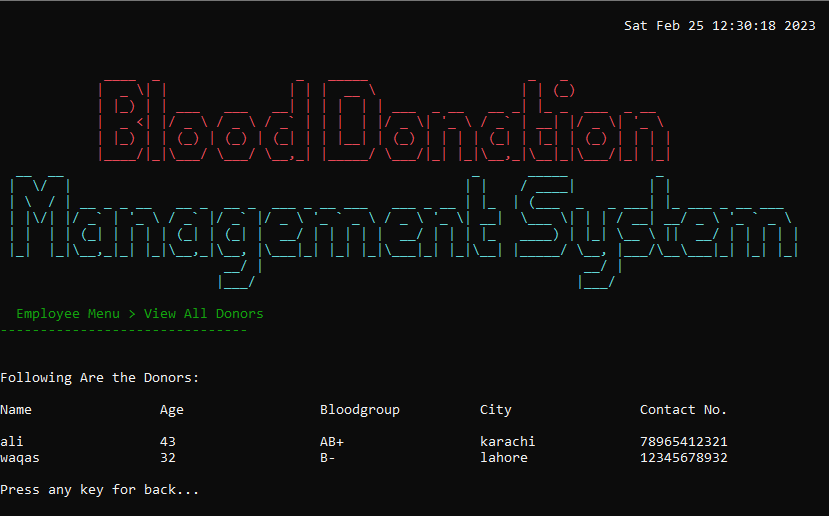 Sat Feb 25 12:30:18 2023
Blood Donation
Management System
Employee Menu > View All Donors
-------------------------------
Following Are the Donors:
Name Age Bloodgroup City Contact No.
ali 43 AB+ karachi 78965412321
waqas 32 B- lahore 12345678932
Press any key for back...